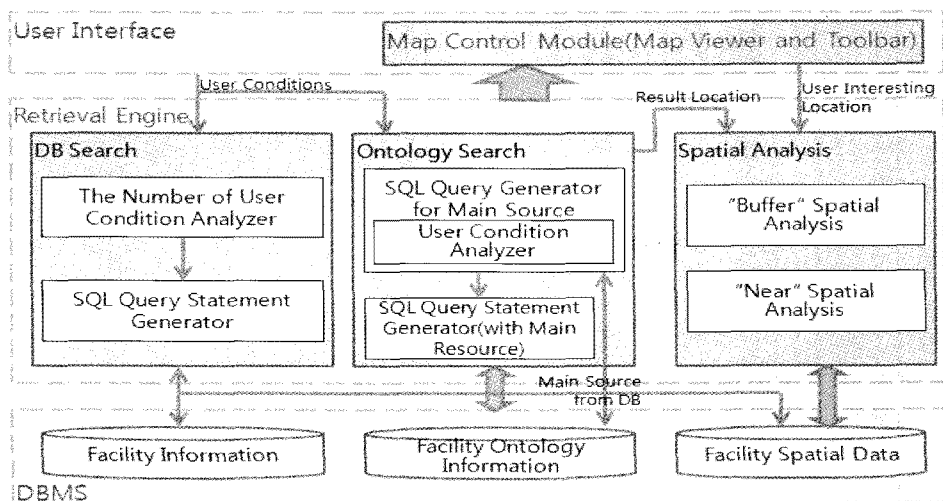 User Interface
Map Control Module(Map Viewer and Toolbar)
User Conditions
Result Location
User Interesting
Location
Retrieval Engine
DB Search
The Number of User
Condition Analyzer
SQL Query Statement
Generator
Ontology Search
SQL Query Generator
for Main Source
User Condition
Analyzer
SQL Query Statement
Generator(with Main
Resource)
Spatial Analysis
"Buffer" Spatial
Analysis
"Near" Spatial
Analysis
Main Source
from DB
Facility Information
Facility Ontology
Information
Facility Spatial Data
DBMS